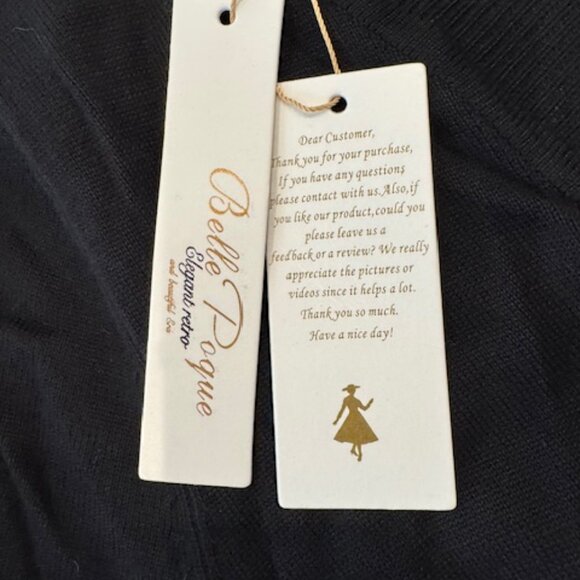 Belle Poque
Elegant retro
and beautiful Era
Dear Customer,
Thank you for your purchase,
If you have any questions
please contact with us.Also,if
you like our product,could you
please leave us a
feedback or a review? We really
appreciate the pictures or
videos since it helps a lot.
Thank you so much.
Have a nice day!